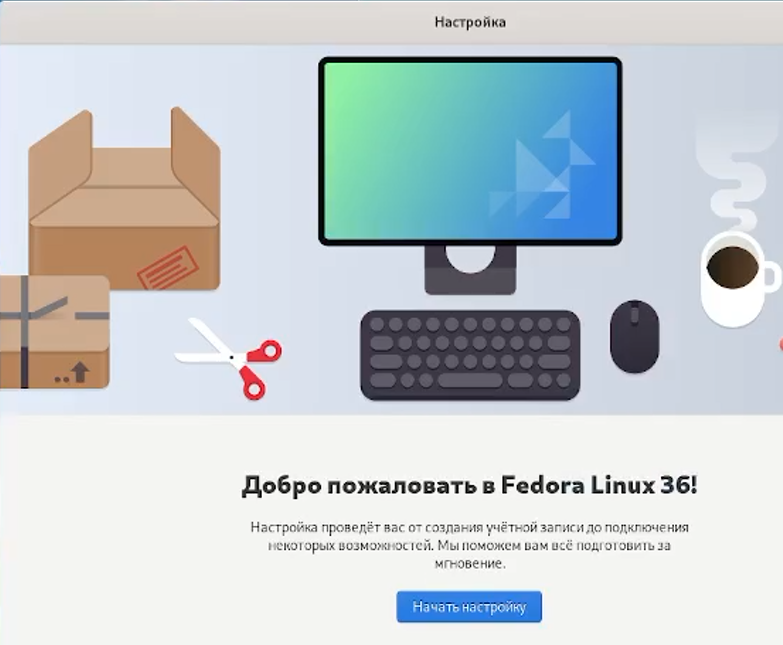 Настройка
Добро пожаловать в Fedora Linux 36!
Настройка проведёт вас от создания учётной записи до подключения
некоторых возможностей. Мы поможем вам всё подготовить за
мгновение.
Начать настройку